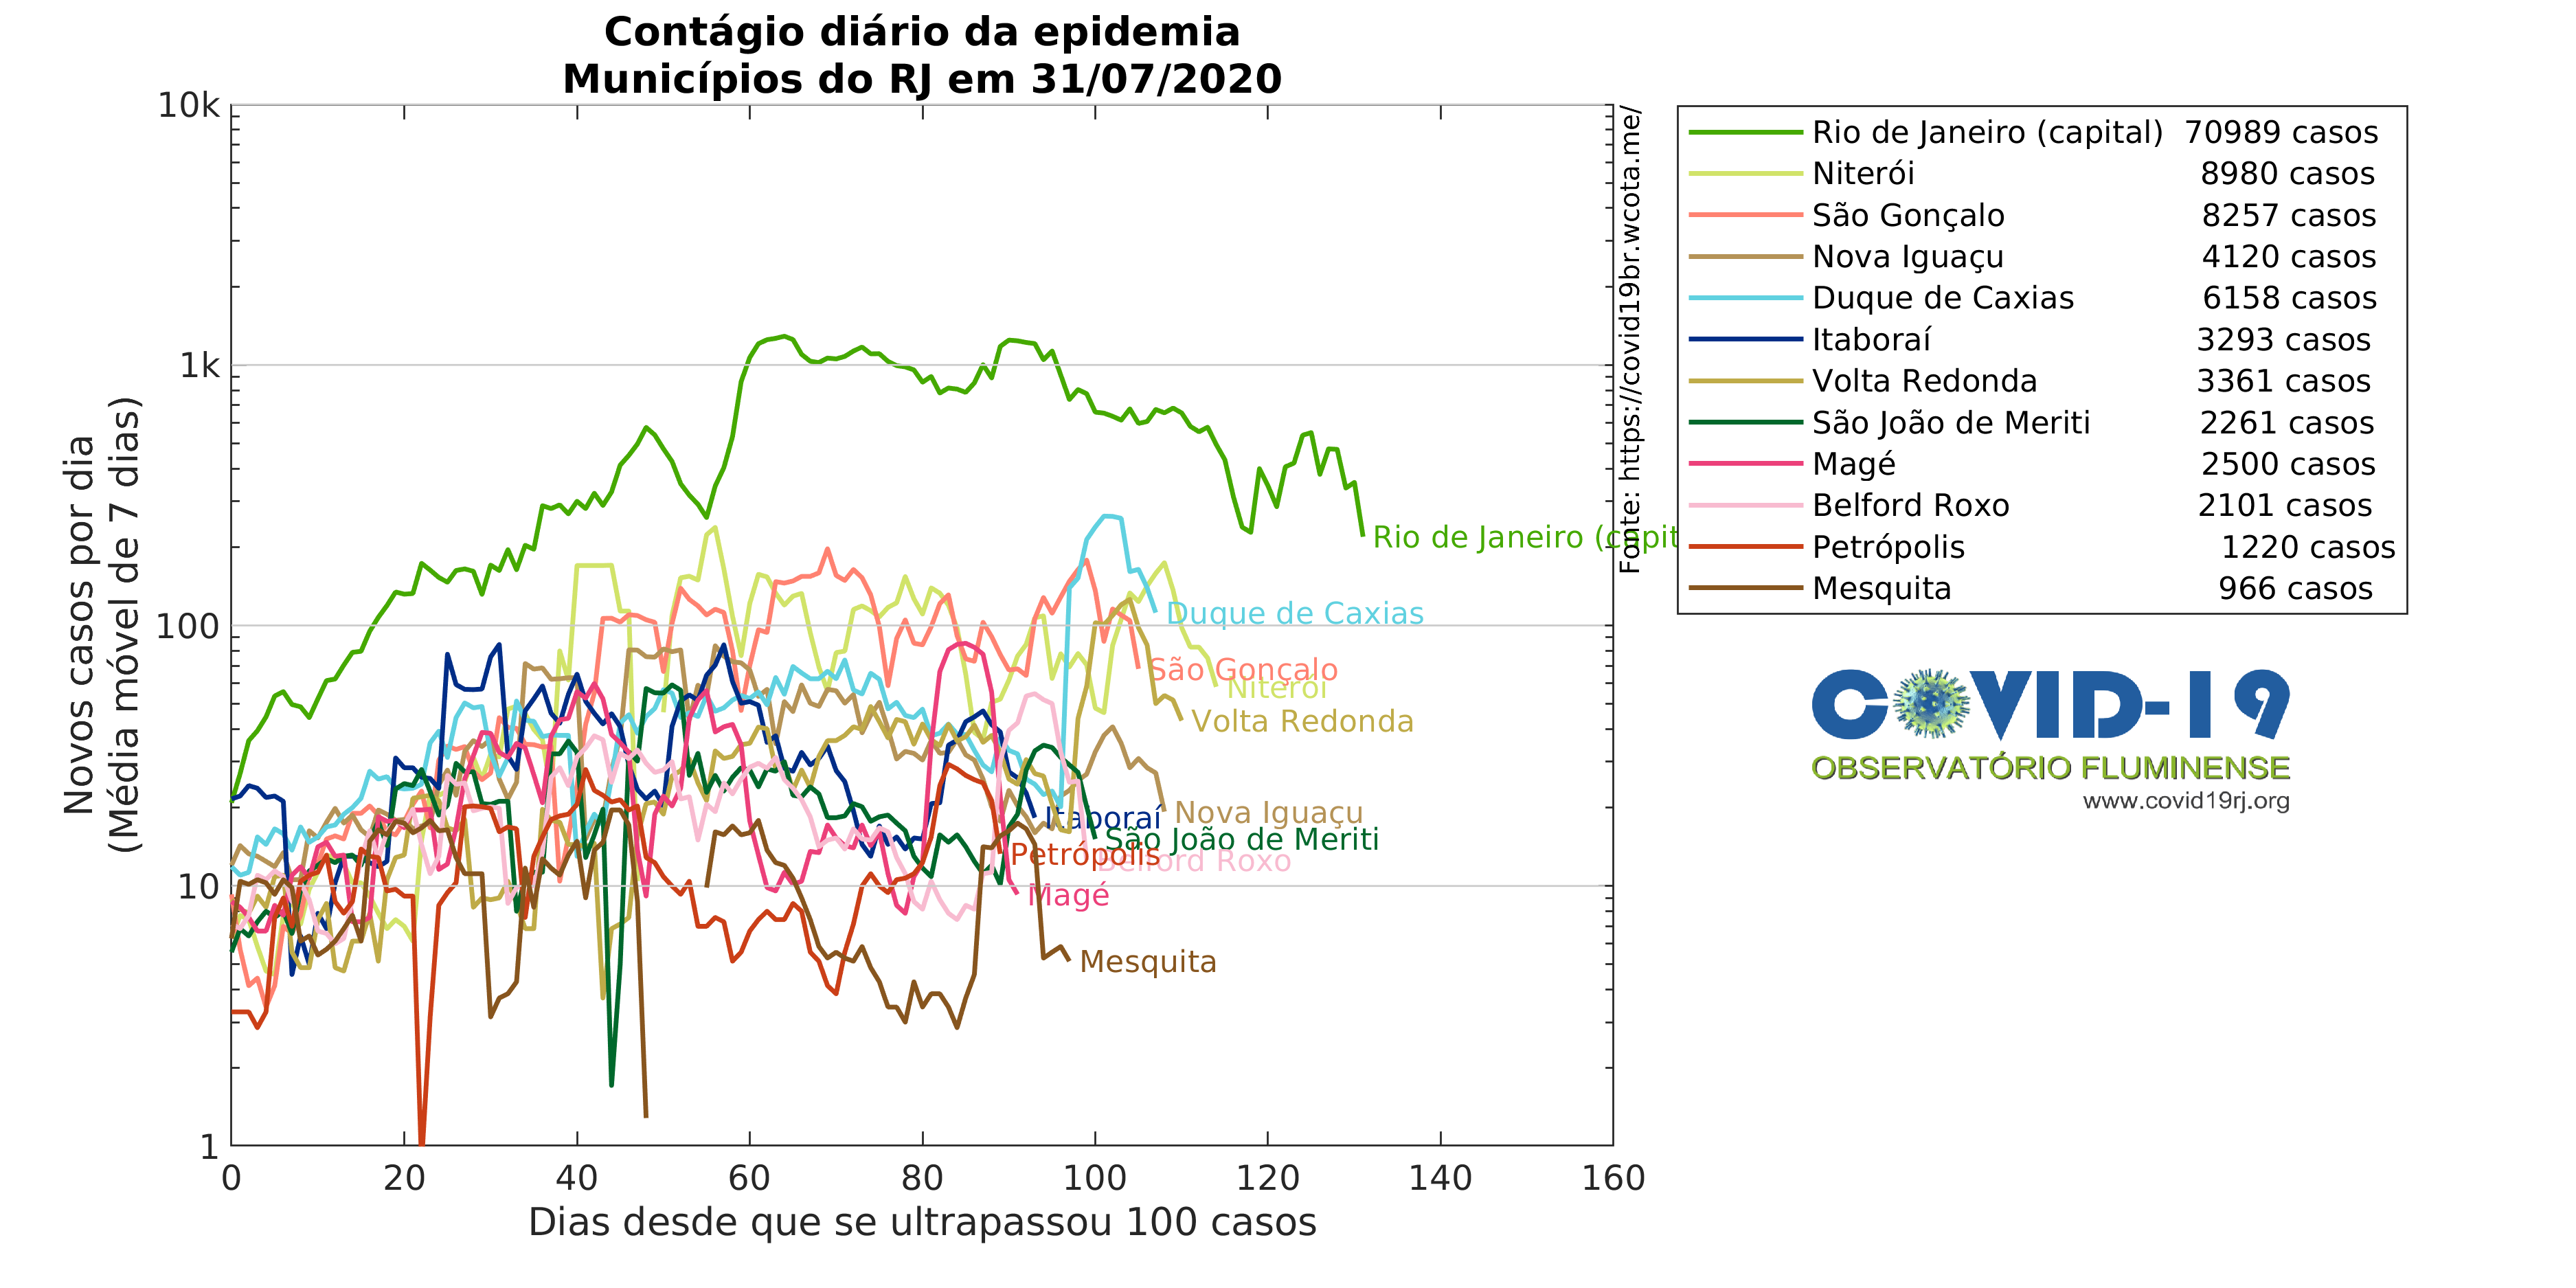 Contágio diário da epidemia
Municípios do RJ em 31/07/2020
Novos casos por dia
(Média móvel de 7 dias)
10k
1k
100
10
1
0 20 40 60 80 100 120 140 160
Dias desde que se ultrapassou 100 casos
Rio de Janeiro (capit
Duque de Caxias
São Gonçalo
Niterói
Volta Redonda
Itaboraí
Nova Iguaçu
São João de Meriti
Petrópolis
Belford Roxo
Magé
Mesquita
Fonte: https://covid19br.wcota.me/
Rio de Janeiro (capital) 70989 casos
Niterói 8980 casos
São Gonçalo 8257 casos
Nova Iguaçu 4120 casos
Duque de Caxias 6158 casos
Itaboraí 3293 casos
Volta Redonda 3361 casos
São João de Meriti 2261 casos
Magé 2500 casos
Belford Roxo 2101 casos
Petrópolis 1220 casos
Mesquita 966 casos
COVID-19
OBSERVATÓRIO FLUMINENSE
www.covid19rj.org